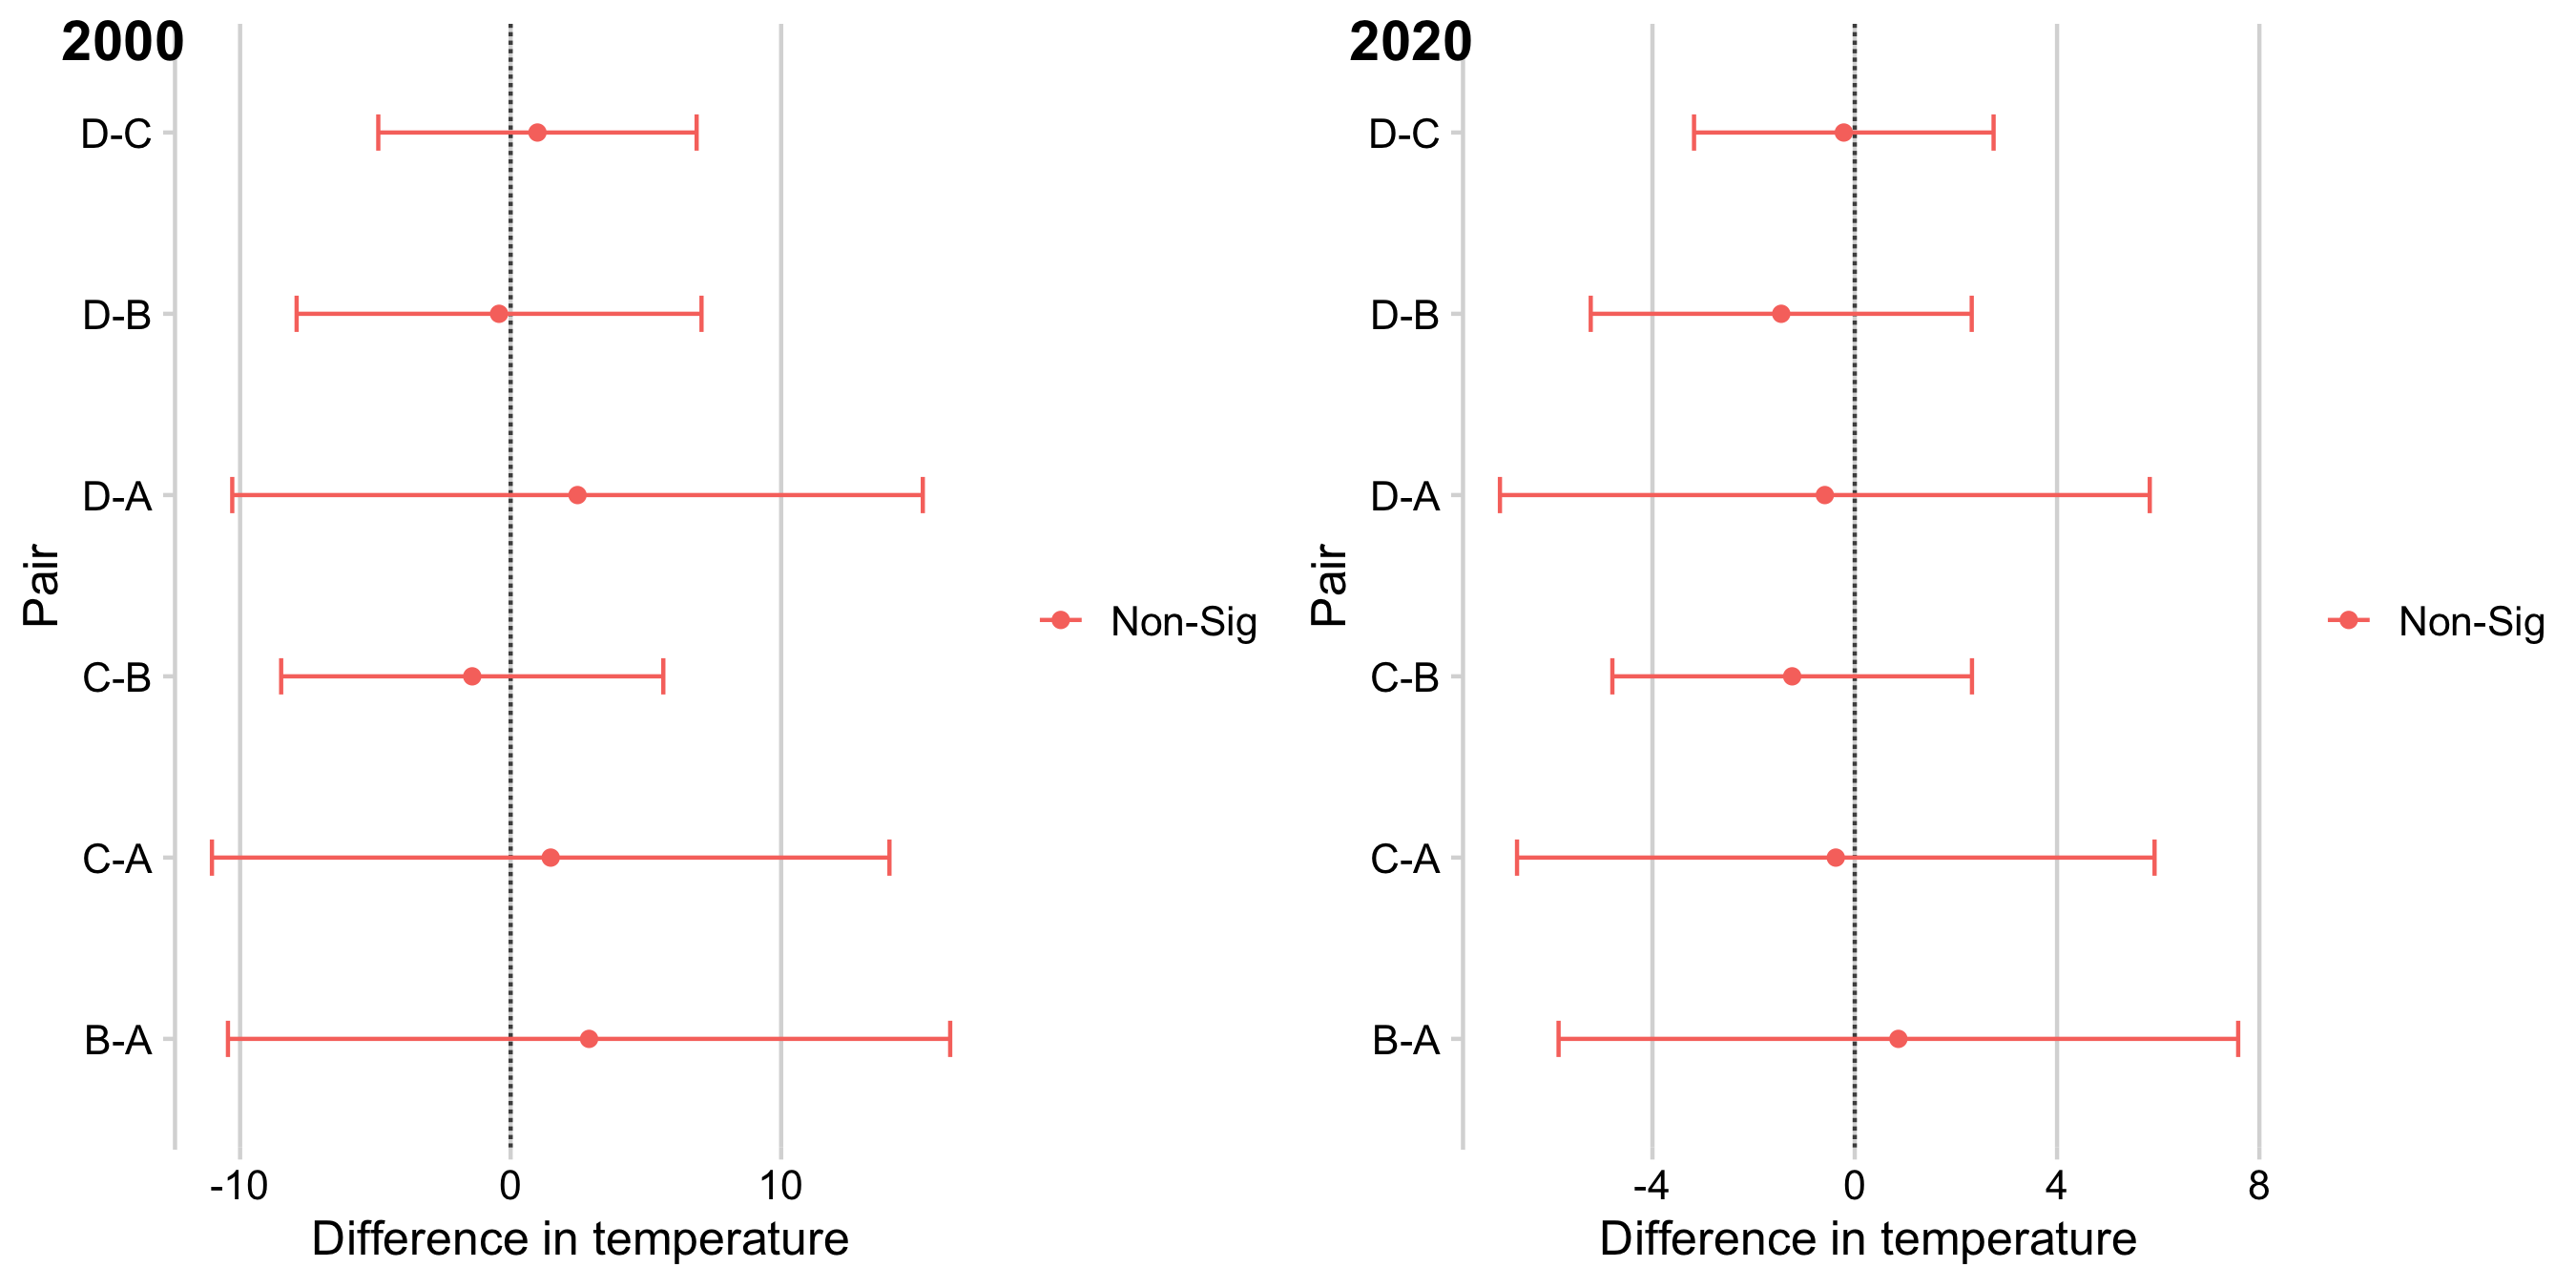 2000
D-C
D-B
D-A
C-B
C-A
B-A
Pair
-10 0 10
Difference in temperature
Non-Sig
2020
D-C
D-B
D-A
C-B
C-A
B-A
Pair
-4 0 4 8
Difference in temperature
Non-Sig